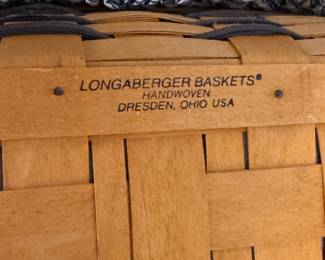 LONGABERGER BASKETS®
HANDWOVEN
DRESDEN, OHIO USA